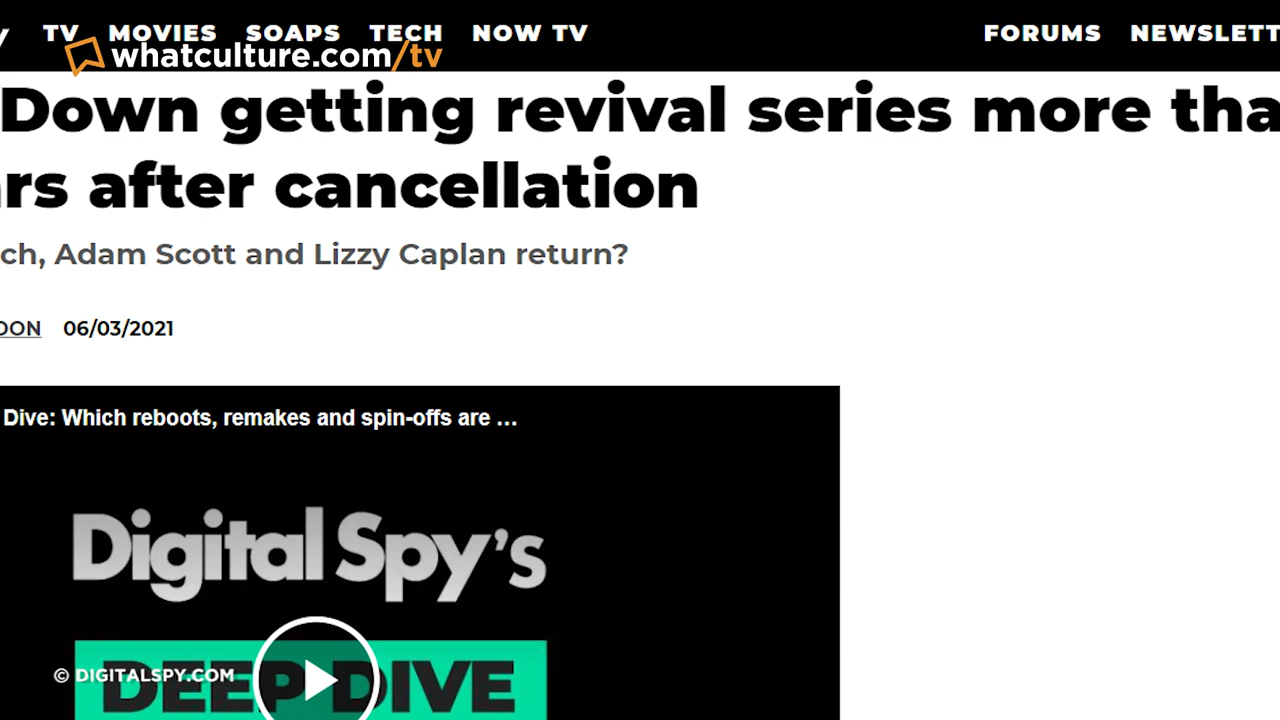 TV MOVIES SOAPS TECH NOW TV FORUMS NEWSLETT
whatculture.com/tv
Down getting revival series more tha
rs after cancellation
ch, Adam Scott and Lizzy Caplan return?
DON 06/03/2021
Dive: Which reboots, remakes and spin-offs are ...
Digital Spy's
DEEP DIVE
© DIGITALSPY.COM